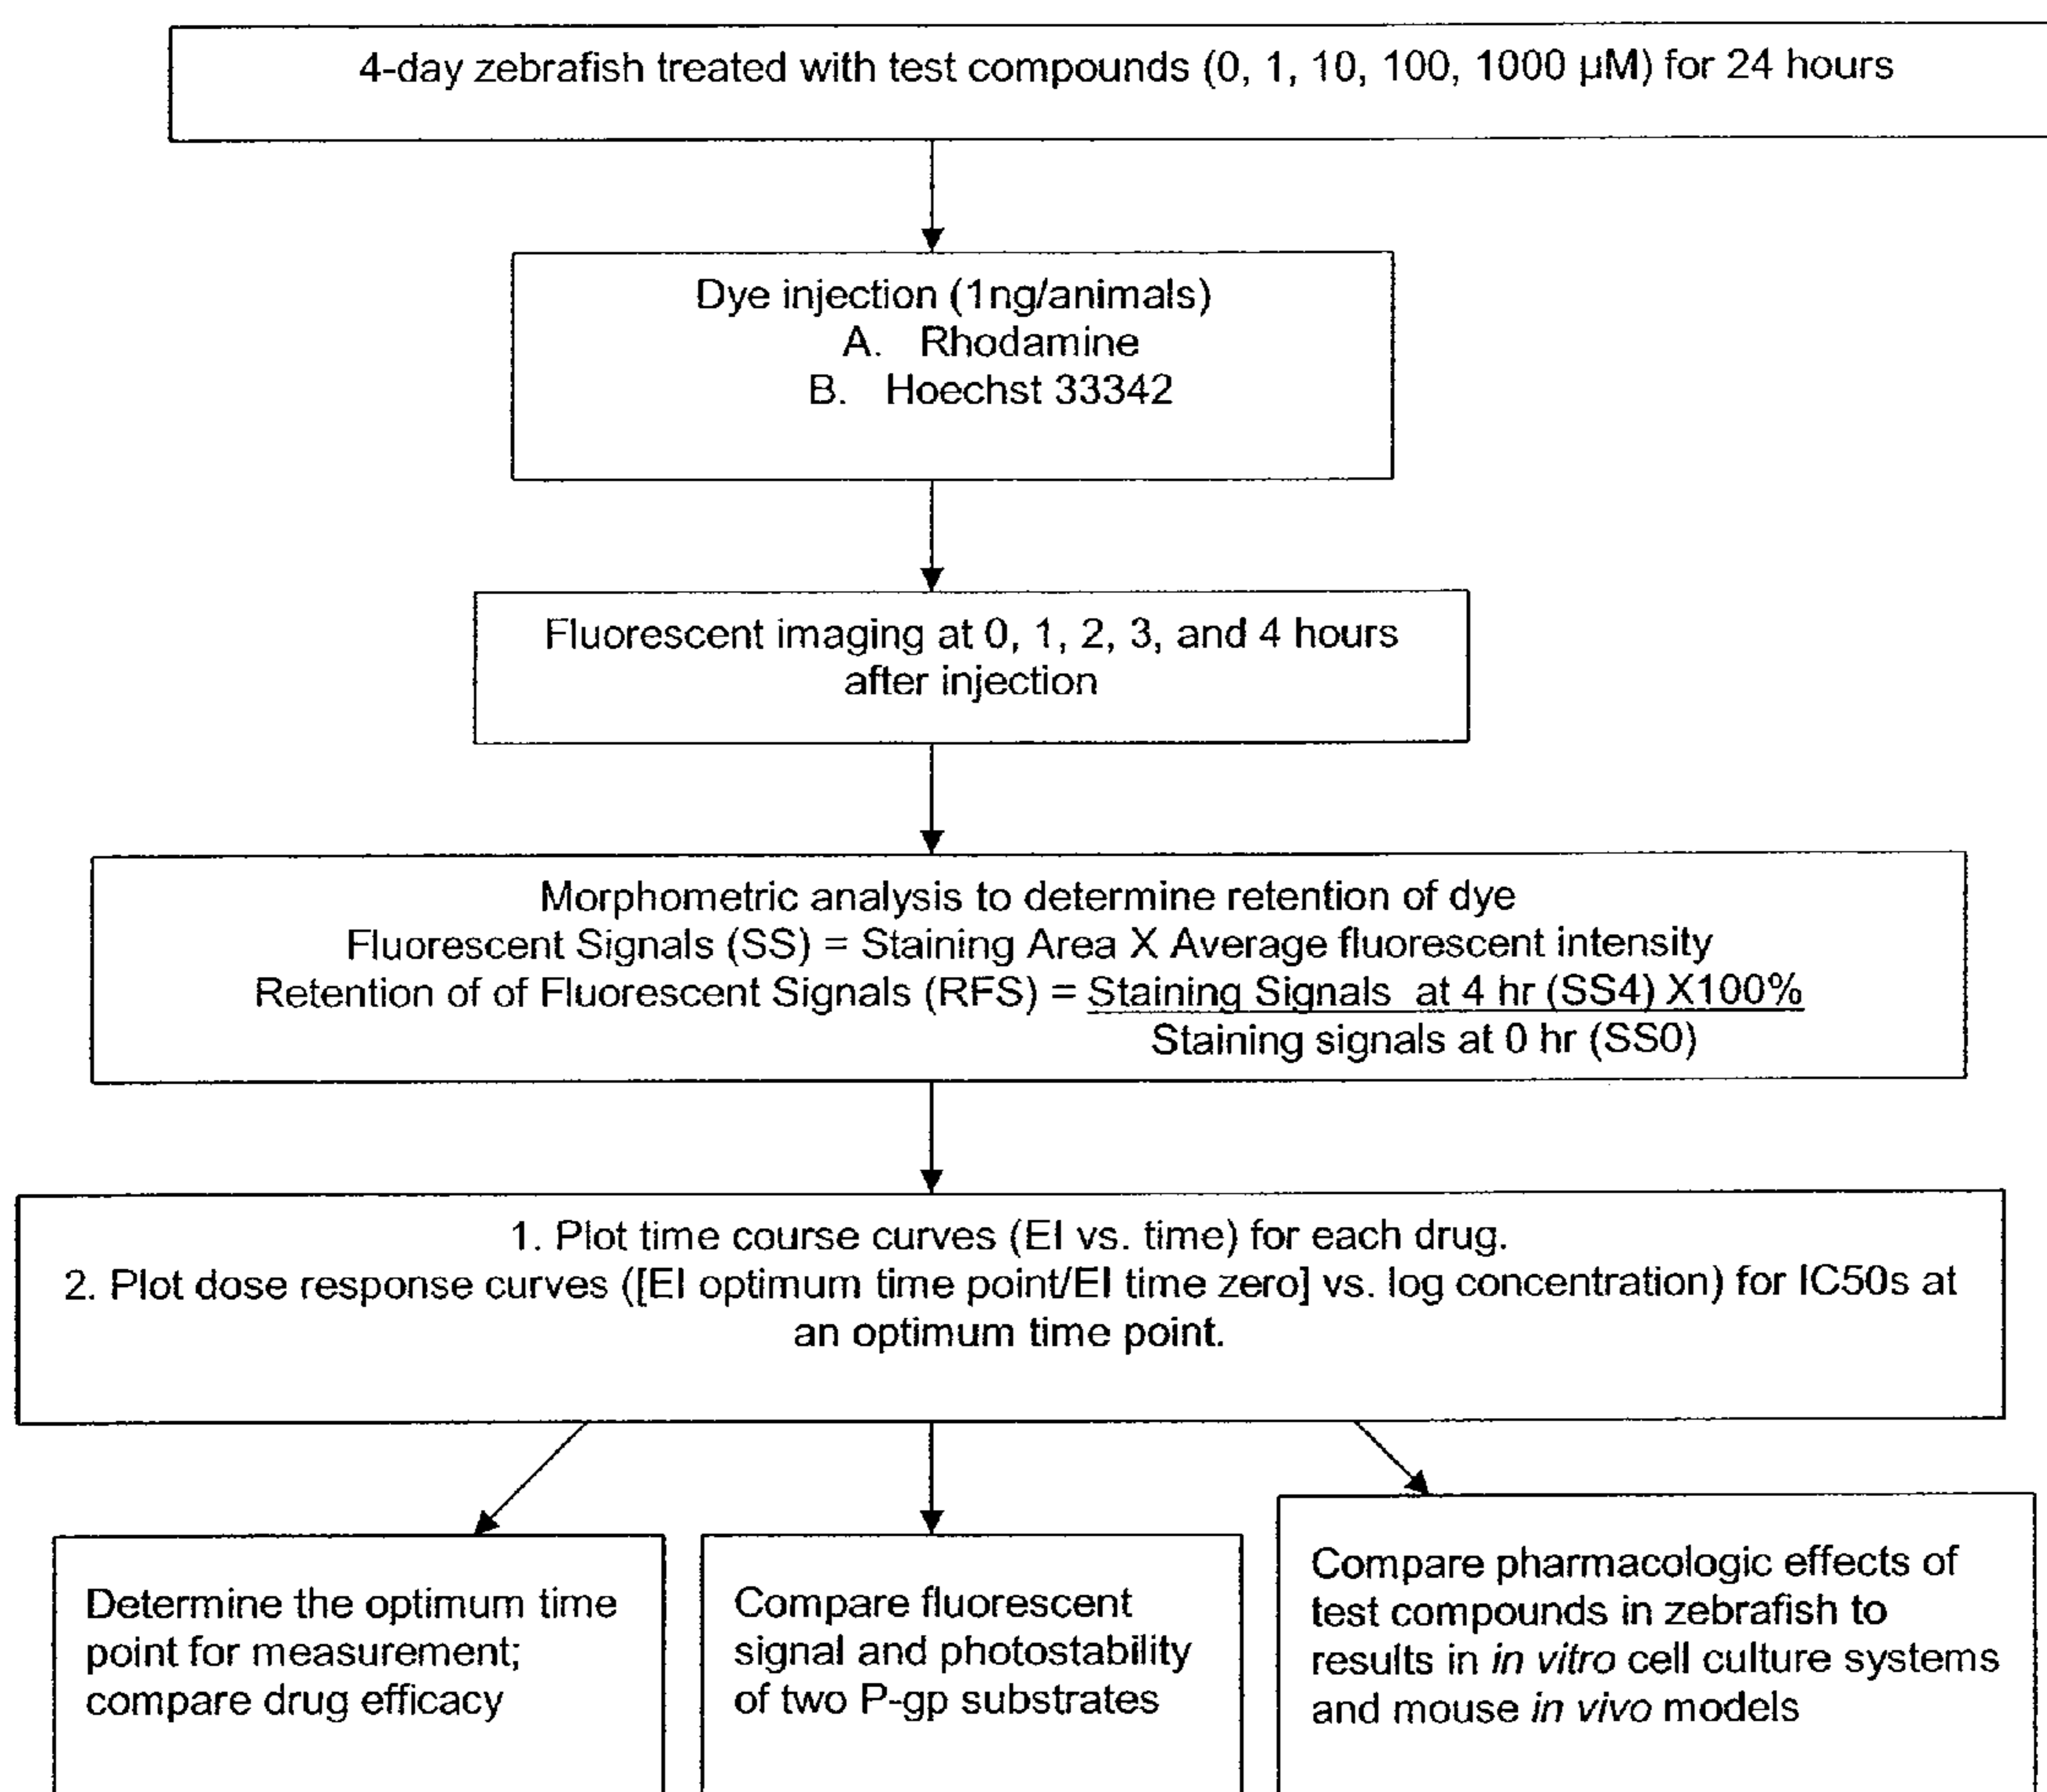 4-day zebrafish treated with test compounds (0, 1, 10, 100, 1000 µM) for 24 hours
Dye injection (1ng/animals)
A. Rhodamine
B. Hoechst 33342
Fluorescent imaging at 0, 1, 2, 3, and 4 hours
after injection
Morphometric analysis to determine retention of dye
Fluorescent Signals (SS) = Staining Area X Average fluorescent intensity
Retention of of Fluorescent Signals (RFS) = Staining Signals at 4 hr (SS4) X100%
Staining signals at 0 hr (SS0)
1. Plot time course curves (EI vs. time) for each drug.
2. Plot dose response curves ([EI optimum time point/EI time zero] vs. log concentration) for IC50s at
an optimum time point.
Determine the optimum time
point for measurement;
compare drug efficacy
Compare fluorescent
signal and photostability
of two P-gp substrates
Compare pharmacologic effects of
test compounds in zebrafish to
results in in vitro cell culture systems
and mouse in vivo models